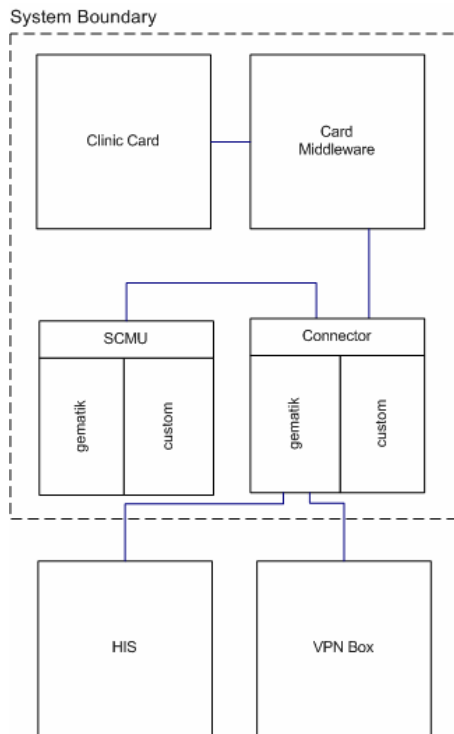 System Boundary
Clinic Card
Card
Middleware
SCMU
gematik
custom
Connector
gematik
custom
HIS
VPN Box